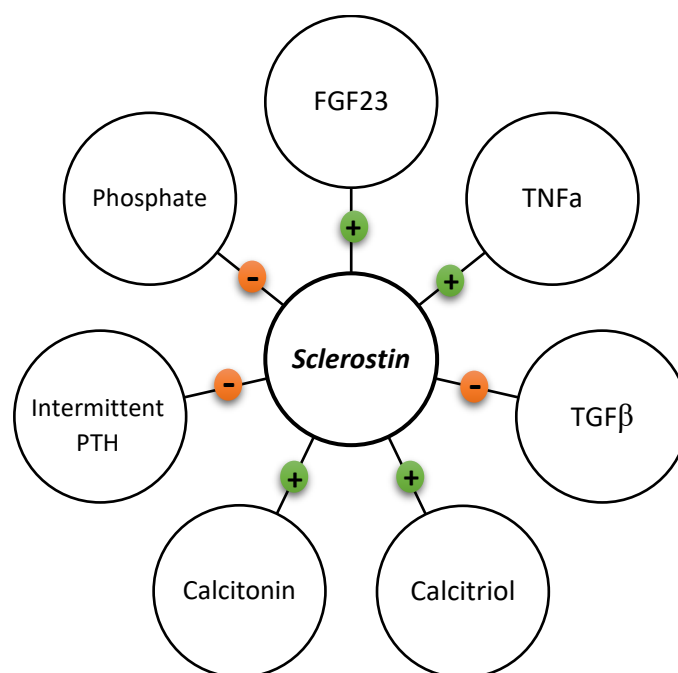 FGF23
Phosphate
TNFa
+
-
+
Sclerostin
Intermittent
PTH
-
-
TGFβ
+
+
Calcitonin
Calcitriol